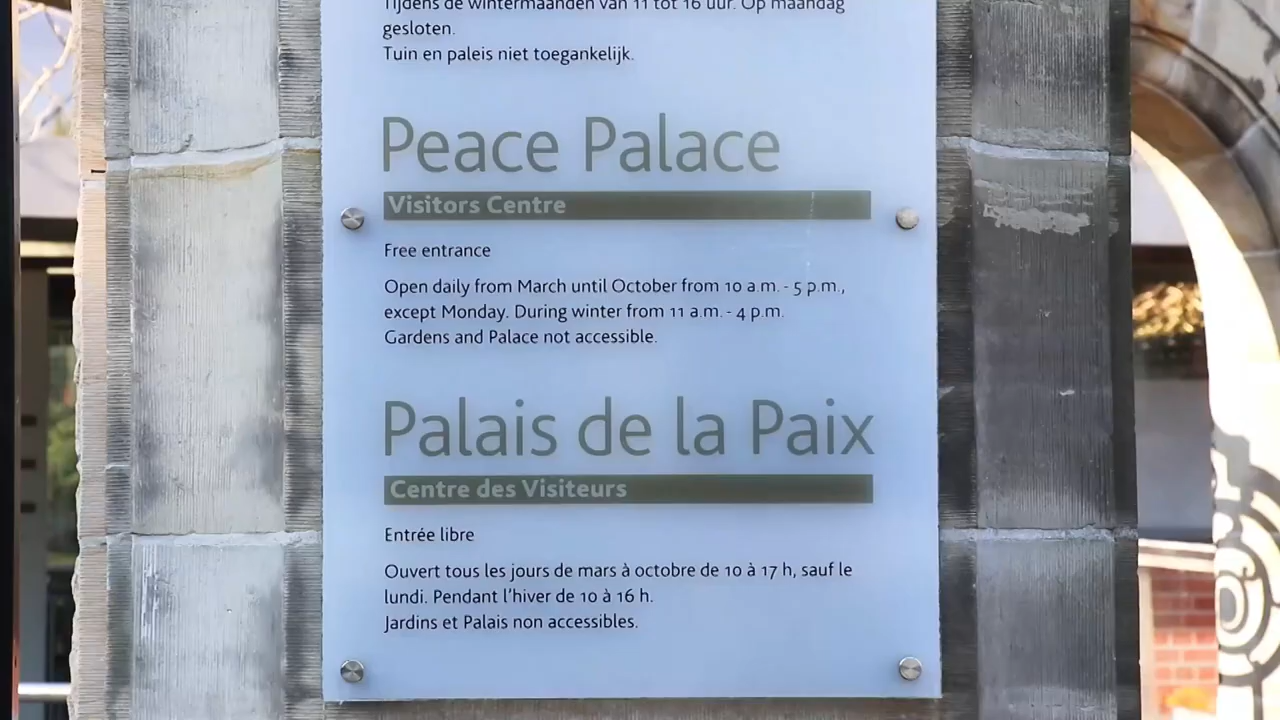 Tijdens de wintermaanden van 11 tot 16 uur. Op maandag
gesloten.
Tuin en paleis niet toegankelijk.
Peace Palace
Visitors Centre
Free entrance
Open daily from March until October from 10 a.m. - 5 p.m.,
except Monday. During winter from 11 a.m. - 4 p.m.
Gardens and Palace not accessible.
Palais de la Paix
Centre des Visiteurs
Entrée libre
Ouvert tous les jours de mars à octobre de 10 à 17 h, sauf le
lundi. Pendant l'hiver de 10 à 16 h.
Jardins et Palais non accessibles.